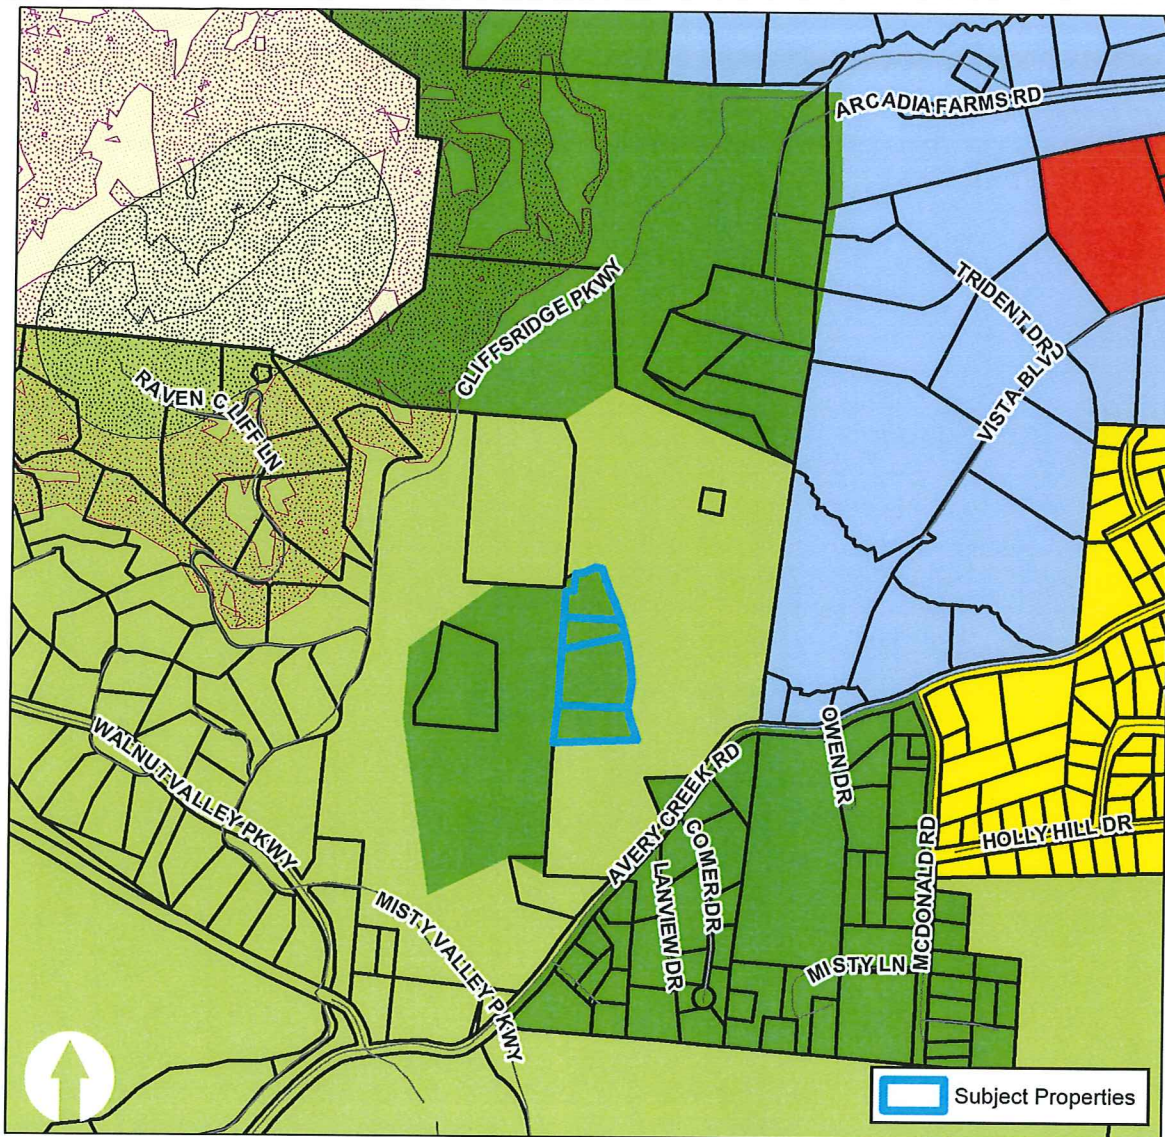 ARCADIA FARMS RD
TRIDENT DR
VISTA BLVD
CLIFFSRIDGE PKWY
RAVEN CLIFF LN
WALNUT VALLEY PKWY
MISTY VALLEY PKWY
AVERY CREEK RD
OWEN DR
COMER DR
LANVIEW DR
MCDONALD RD
HOLLY HILL DR
MISTY LN
Subject Properties